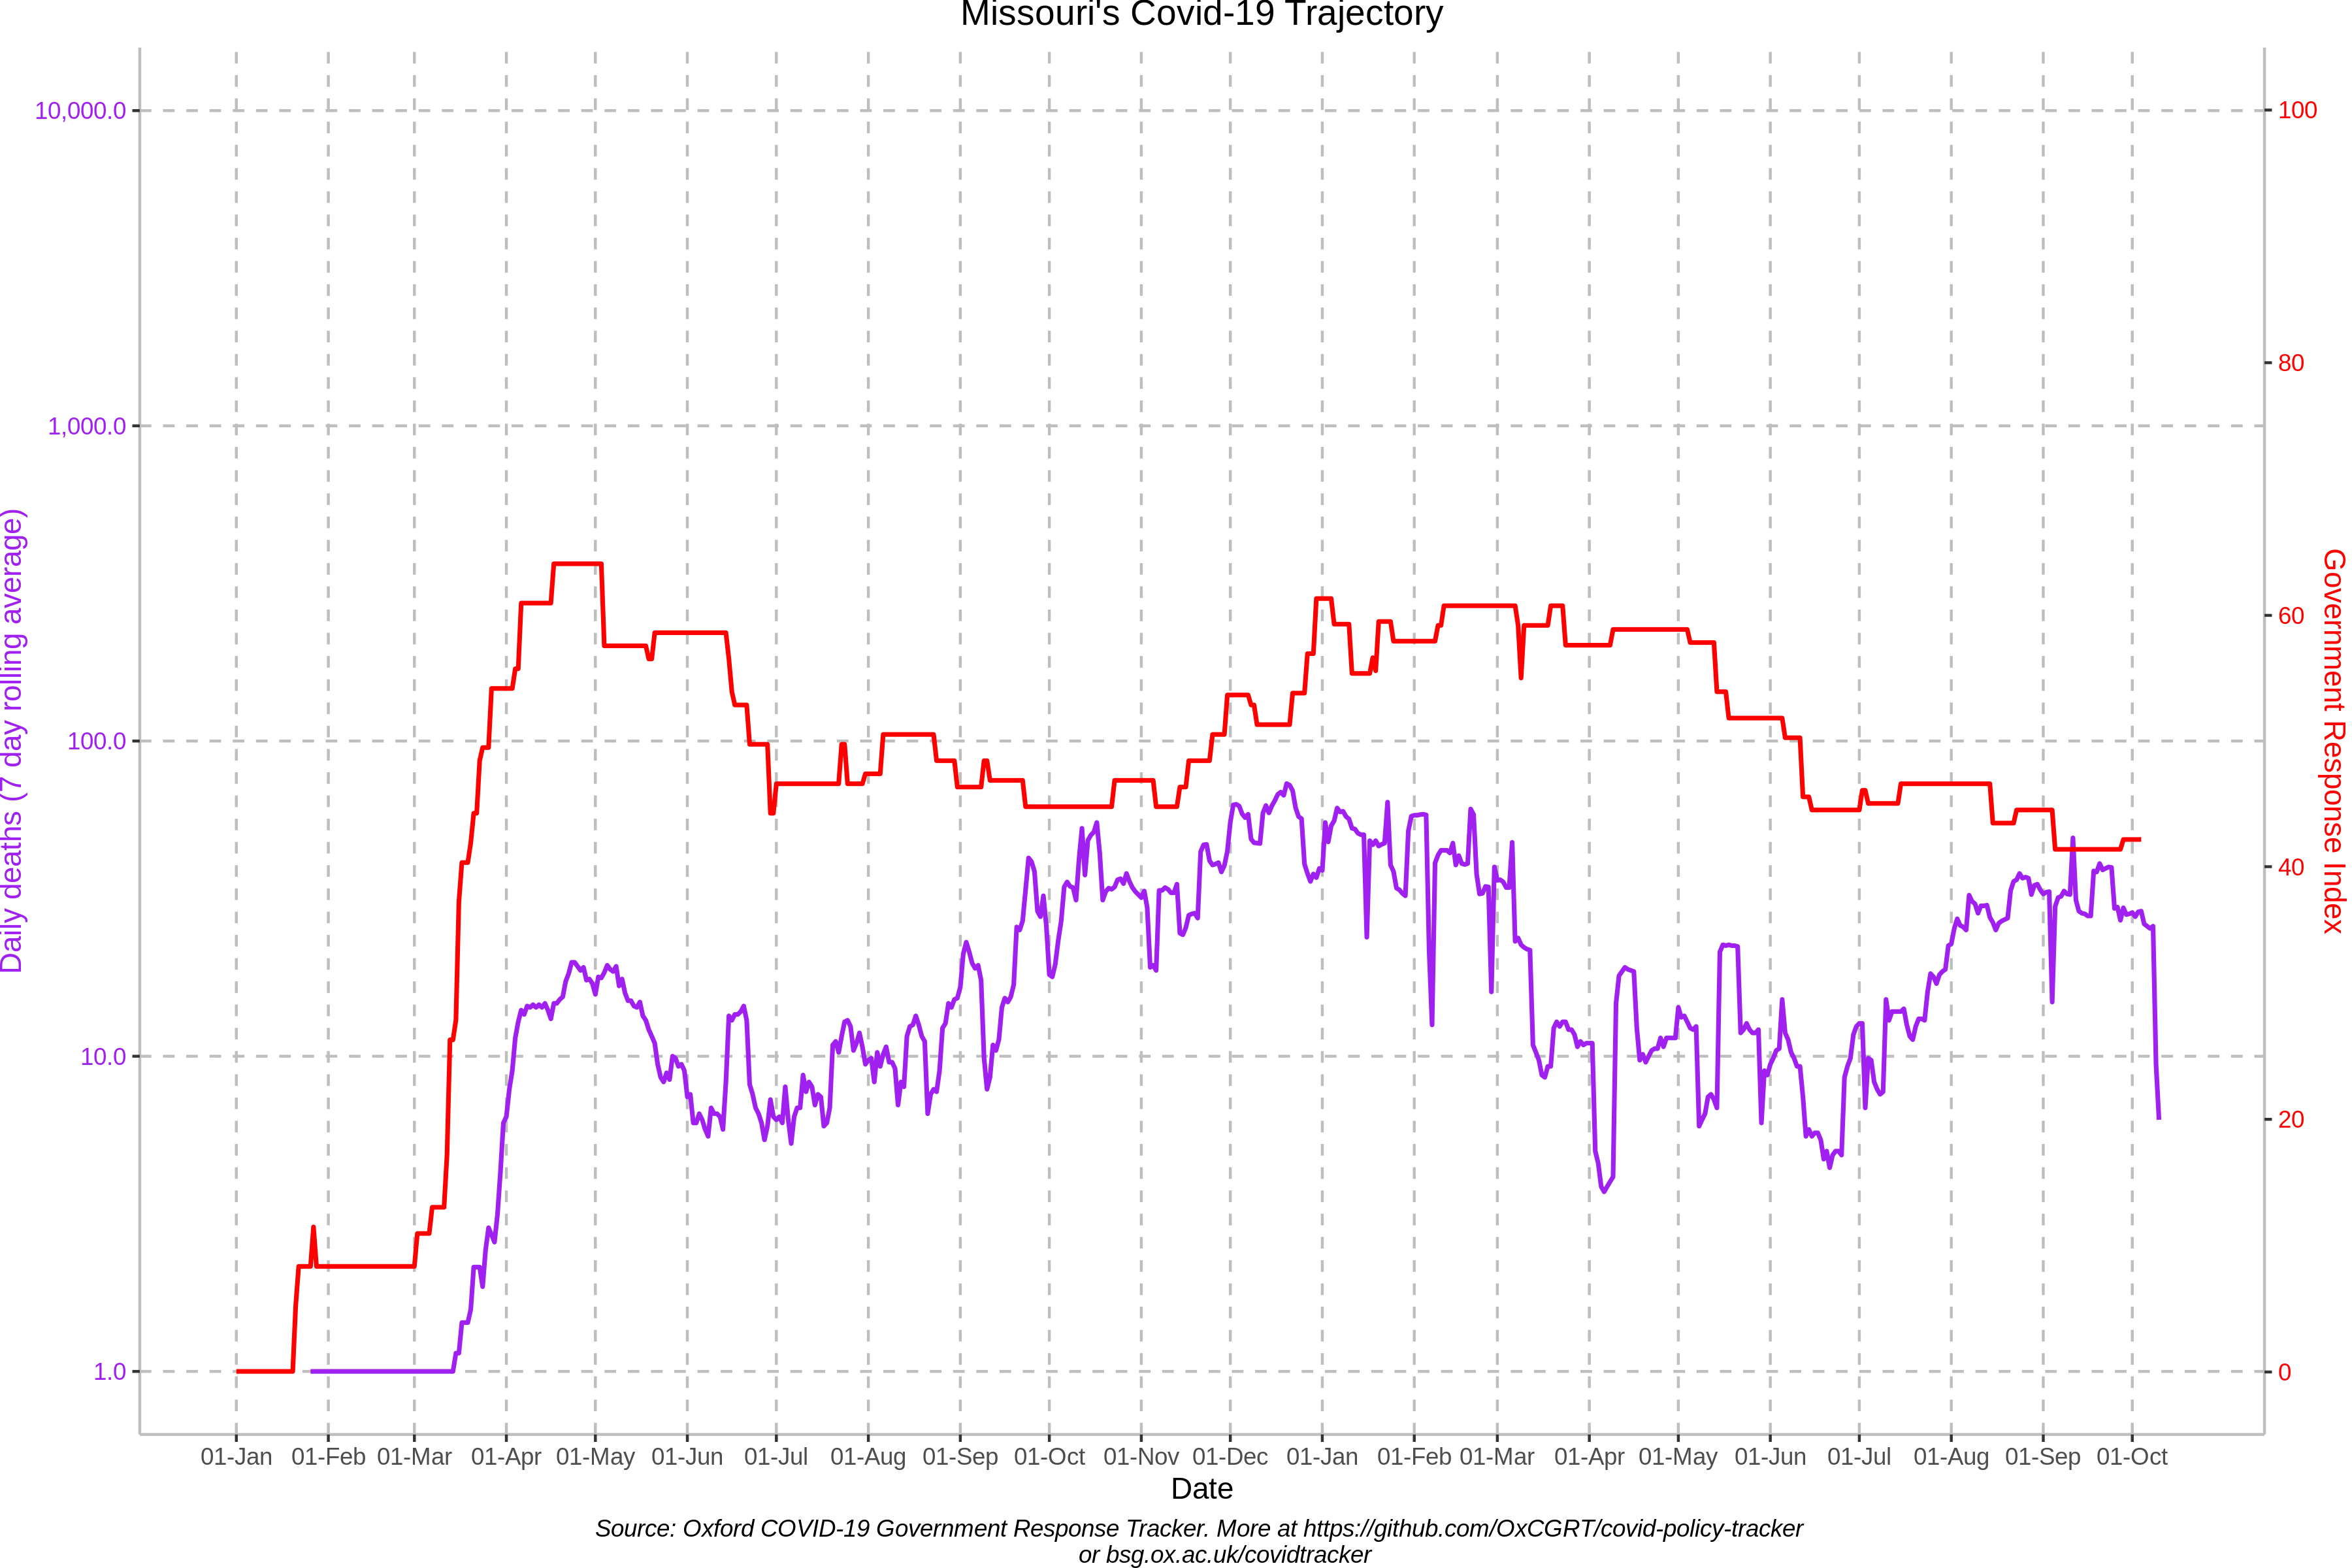 Missouri's Covid-19 Trajectory
10,000.0
1,000.0
100.0
10.0
1.0
Daily deaths (7 day rolling average)
100
80
60
40
20
0
Government Response Index
01-Jan 01-Feb 01-Mar 01-Apr 01-May 01-Jun 01-Jul 01-Aug 01-Sep 01-Oct 01-Nov 01-Dec 01-Jan 01-Feb 01-Mar 01-Apr 01-May 01-Jun 01-Jul 01-Aug 01-Sep 01-Oct
Date
Source: Oxford COVID-19 Government Response Tracker. More at https://github.com/OxCGRT/covid-policy-tracker
or bsg.ox.ac.uk/covidtracker